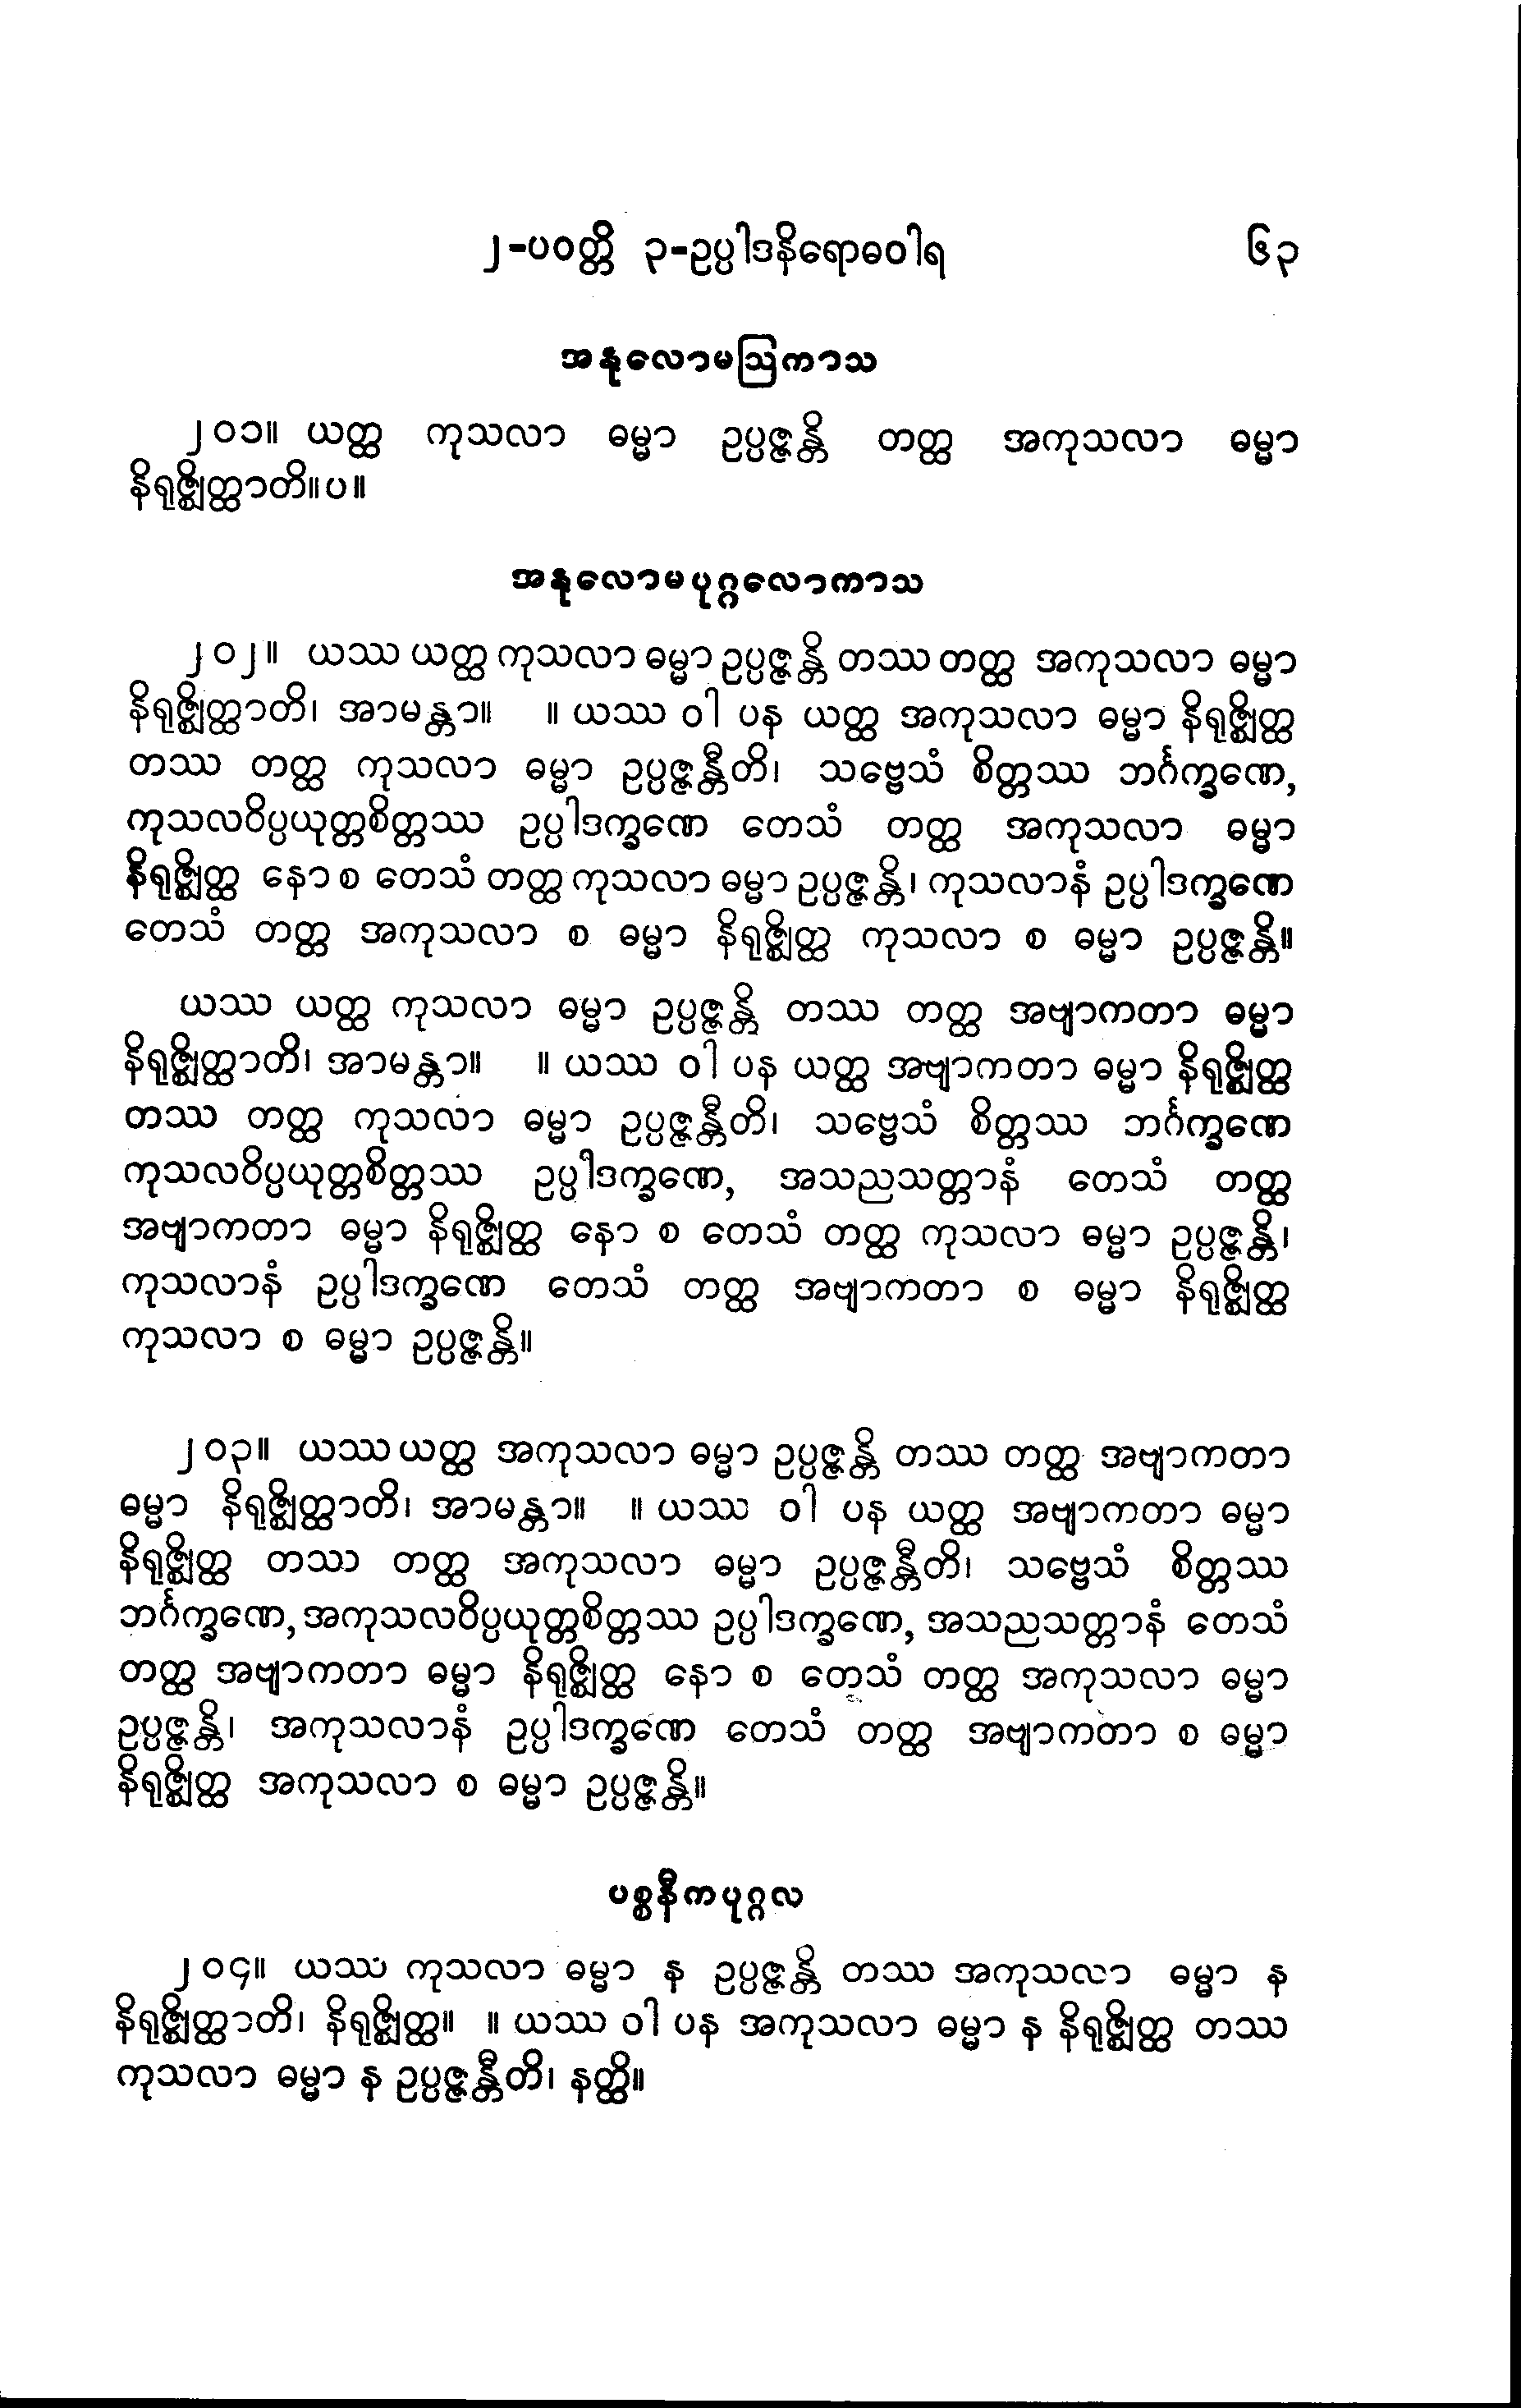 ၂-ပဝတ္တိ ၃-ဥပ္ပါဒနိရောဓဝါရ ၆၃
အနုလောမဩကာသ
၂၀၁။ ယတ္ထ ကုသလာ ဓမ္မာ ဥပ္ပဇ္ဇန္တိ တတ္ထ အကုသလာ ဓမ္မာ
နိရုဇ္ဈိတ္ထာတိ။ပ။
အနုလောမပုဂ္ဂလောကာသ
၂၀၂။ ယဿ ယတ္ထ ကုသလာ ဓမ္မာ ဥပ္ပဇ္ဇန္တိ တဿ တတ္ထ အကုသလာ ဓမ္မာ
နိရုဇ္ဈိတ္ထာတိ၊ အာမန္တာ။ ။ ယဿ ဝါ ပန ယတ္ထ အကုသလာ ဓမ္မာ နိရုဇ္ဈိတ္ထ
တဿ တတ္ထ ကုသလာ ဓမ္မာ ဥပ္ပဇ္ဇန္တီတိ၊ သဗ္ဗေသံ စိတ္တဿ ဘင်္ဂက္ခဏေ,
ကုသလဝိပ္ပယုတ္တစိတ္တဿ ဥပ္ပါဒက္ခဏေ တေသံ တတ္ထ အကုသလာ ဓမ္မာ
နိရုဇ္ဈိတ္ထ နောစ တေသံ တတ္ထ ကုသလာ ဓမ္မာ ဥပ္ပဇ္ဇန္တိ၊ ကုသလာနံ ဥပ္ပါဒက္ခဏေ
တေသံ တတ္ထ အကုသလာ စ ဓမ္မာ နိရုဇ္ဈိတ္ထ ကုသလာ စ ဓမ္မာ ဥပ္ပဇ္ဇန္တိ။
ယဿ ယတ္ထ ကုသလာ ဓမ္မာ ဥပ္ပဇ္ဇန္တိ တဿ တတ္ထ အဗျာကတာ ဓမ္မာ
နိရုဇ္ဈိတ္ထာတိ၊ အာမန္တာ။ ။ ယဿ ဝါ ပန ယတ္ထ အဗျာကတာ ဓမ္မာ နိရုဇ္ဈိတ္ထ
တဿ တတ္ထ ကုသလာ ဓမ္မာ ဥပ္ပဇ္ဇန္တီတိ၊ သဗ္ဗေသံ စိတ္တဿ ဘင်္ဂက္ခဏေ
ကုသလဝိပ္ပယုတ္တစိတ္တဿ ဥပ္ပါဒက္ခဏေ, အသညသတ္တာနံ တေသံ တတ္ထ
အဗျာကတာ ဓမ္မာ နိရုဇ္ဈိတ္ထ နော စ တေသံ တတ္ထ ကုသလာ ဓမ္မာ ဥပ္ပဇ္ဇန္တိ၊
ကုသလာနံ ဥပ္ပါဒက္ခဏေ တေသံ တတ္ထ အဗျာကတာ စ ဓမ္မာ နိရုဇ္ဈိတ္ထ
ကုသလာ စ ဓမ္မာ ဥပ္ပဇ္ဇန္တိ။
၂၀၃။ ယဿ ယတ္ထ အကုသလာ ဓမ္မာ ဥပ္ပဇ္ဇန္တိ တဿ တတ္ထ အဗျာကတာ
ဓမ္မာ နိရုဇ္ဈိတ္ထာတိ၊ အာမန္တာ။ ။ ယဿ ဝါ ပန ယတ္ထ အဗျာကတာ ဓမ္မာ
နိရုဇ္ဈိတ္ထ တဿ တတ္ထ အကုသလာ ဓမ္မာ ဥပ္ပဇ္ဇန္တီတိ၊ သဗ္ဗေသံ စိတ္တဿ
ဘင်္ဂက္ခဏေ, အကုသလဝိပ္ပယုတ္တစိတ္တဿ ဥပ္ပါဒက္ခဏေ, အသညသတ္တာနံ တေသံ
တတ္ထ အဗျာကတာ ဓမ္မာ နိရုဇ္ဈိတ္ထ နော စ တေသံ တတ္ထ အကုသလာ ဓမ္မာ
ဥပ္ပဇ္ဇန္တိ၊ အကုသလာနံ ဥပ္ပါဒက္ခဏေ တေသံ တတ္ထ အဗျာကတာ စ ဓမ္မာ
နိရုဇ္ဈိတ္ထ အကုသလာ စ ဓမ္မာ ဥပ္ပဇ္ဇန္တိ။
ပစ္စနီကပုဂ္ဂလ
၂၀၄။ ယဿ ကုသလာ ဓမ္မာ န ဥပ္ပဇ္ဇန္တိ တဿ အကုသလာ ဓမ္မာ န
နိရုဇ္ဈိတ္ထာတိ၊ နိရုဇ္ဈိတ္ထ။ ။ ယဿ ဝါ ပန အကုသလာ ဓမ္မာ န နိရုဇ္ဈိတ္ထ တဿ
ကုသလာ ဓမ္မာ န ဥပ္ပဇ္ဇန္တီတိ၊ နတ္ထိ။